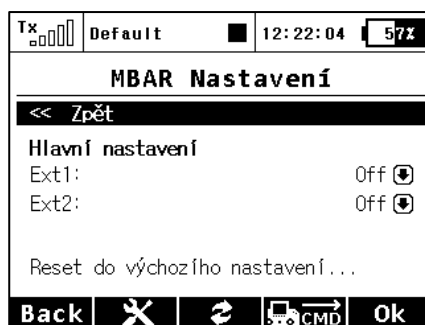 Tx Default 12:22:04 57%
MBAR Nastavení
<< Zpět
Hlavní nastavení
Ext1: Off
Ext2: Off
Reset do výchozího nastavení...
Back CMD Ok